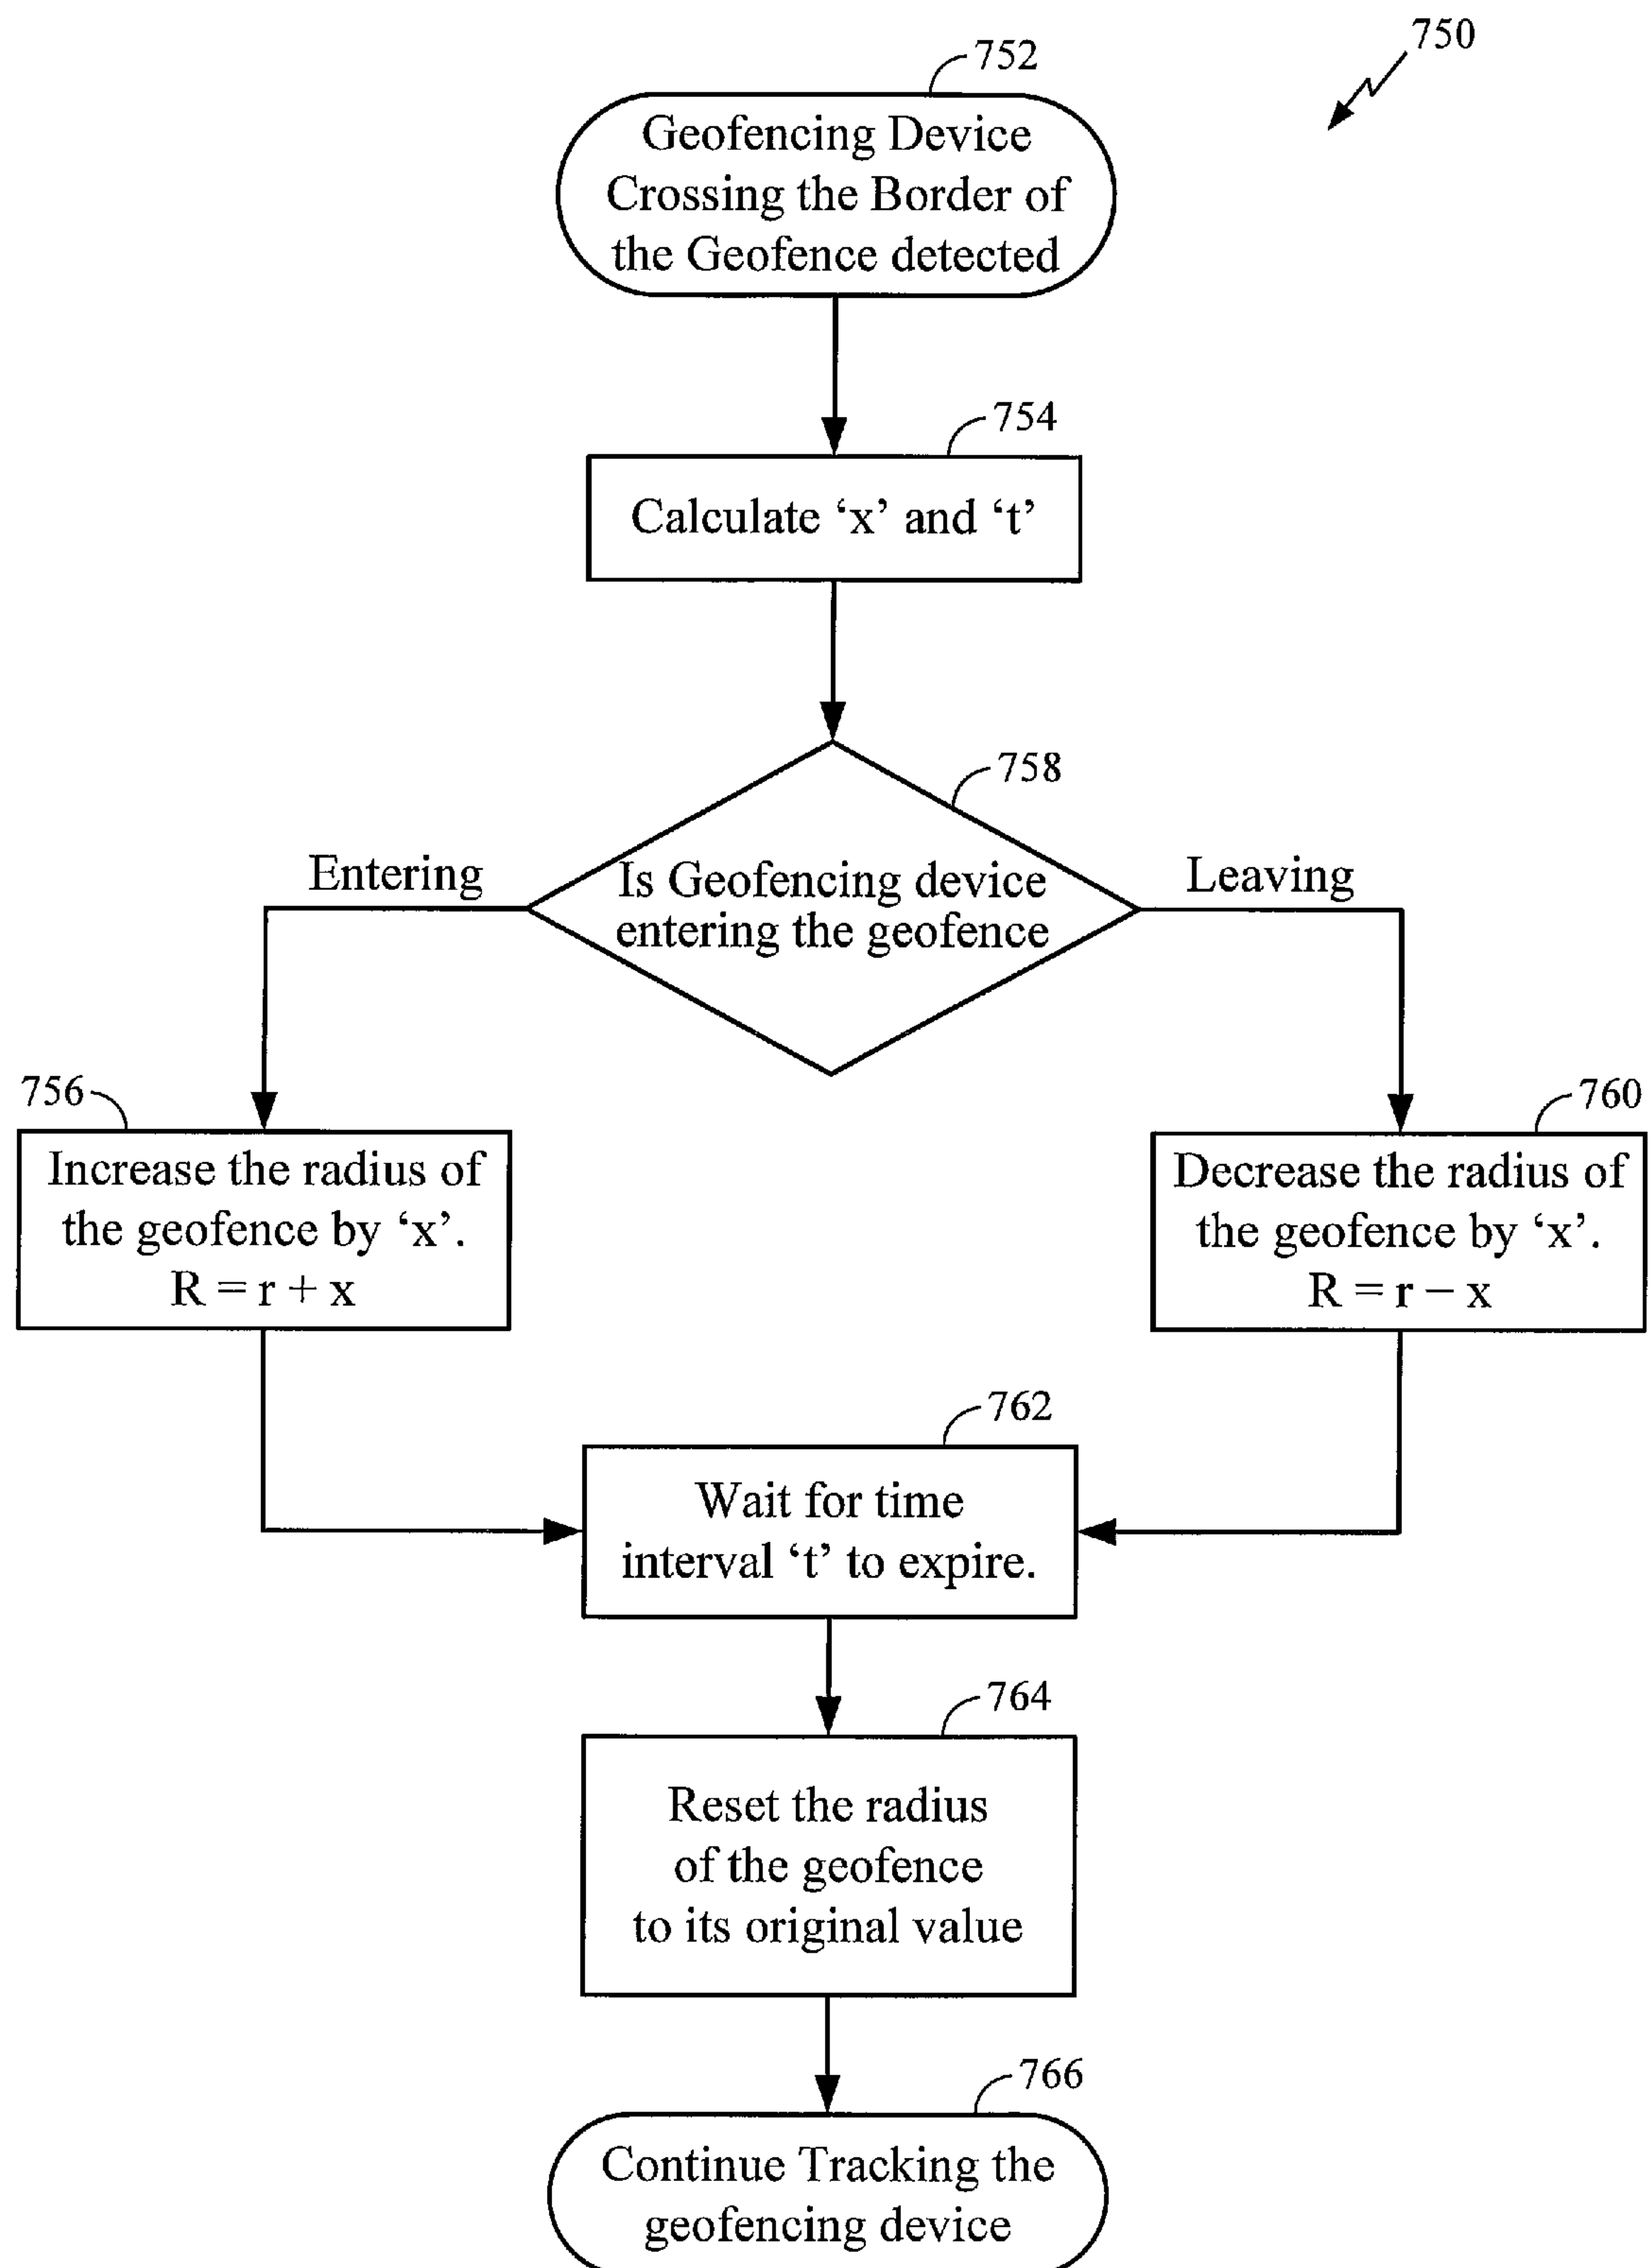 750
752
Geofencing Device
Crossing the Border of
the Geofence detected
754
Calculate ‘x’ and ‘t’
758
Is Geofencing device
entering the geofence
Entering
Leaving
756
Increase the radius of
the geofence by ‘x’.
R = r + x
760
Decrease the radius of
the geofence by ‘x’.
R = r − x
762
Wait for time
interval ‘t’ to expire.
764
Reset the radius
of the geofence
to its original value
766
Continue Tracking the
geofencing device